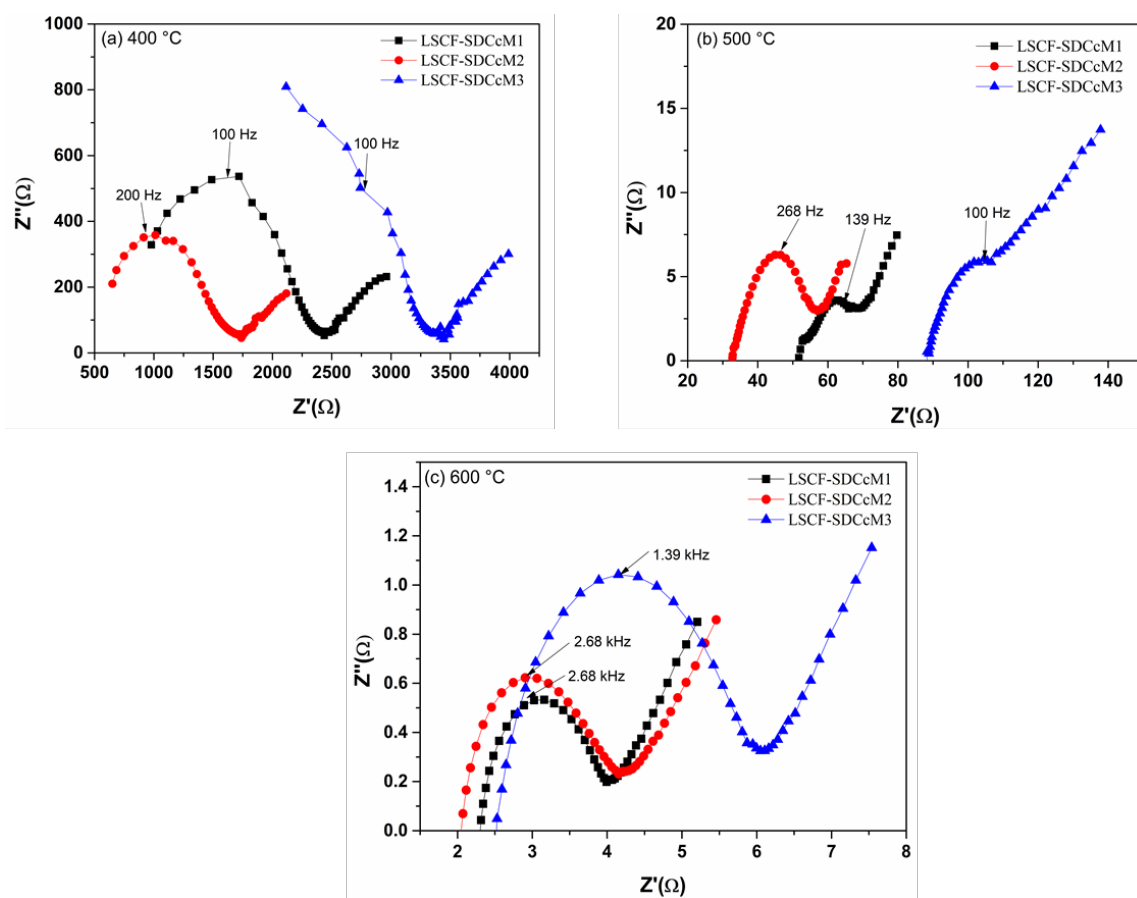 (a) 400 °C
LSCF-SDCcM1
LSCF-SDCcM2
LSCF-SDCcM3
100 Hz
100 Hz
200 Hz
1000
800
600
400
200
0
Z''(Ω)
500 1000 1500 2000 2500 3000 3500 4000
Z'(Ω)
(b) 500 °C
LSCF-SDCcM1
LSCF-SDCcM2
LSCF-SDCcM3
268 Hz
139 Hz
100 Hz
20
15
10
5
0
Z''(Ω)
20 40 60 80 100 120 140
Z'(Ω)
(c) 600 °C
LSCF-SDCcM1
LSCF-SDCcM2
LSCF-SDCcM3
1.39 kHz
2.68 kHz
2.68 kHz
1.4
1.2
1.0
0.8
0.6
0.4
0.2
0.0
Z''(Ω)
2 3 4 5 6 7 8
Z'(Ω)